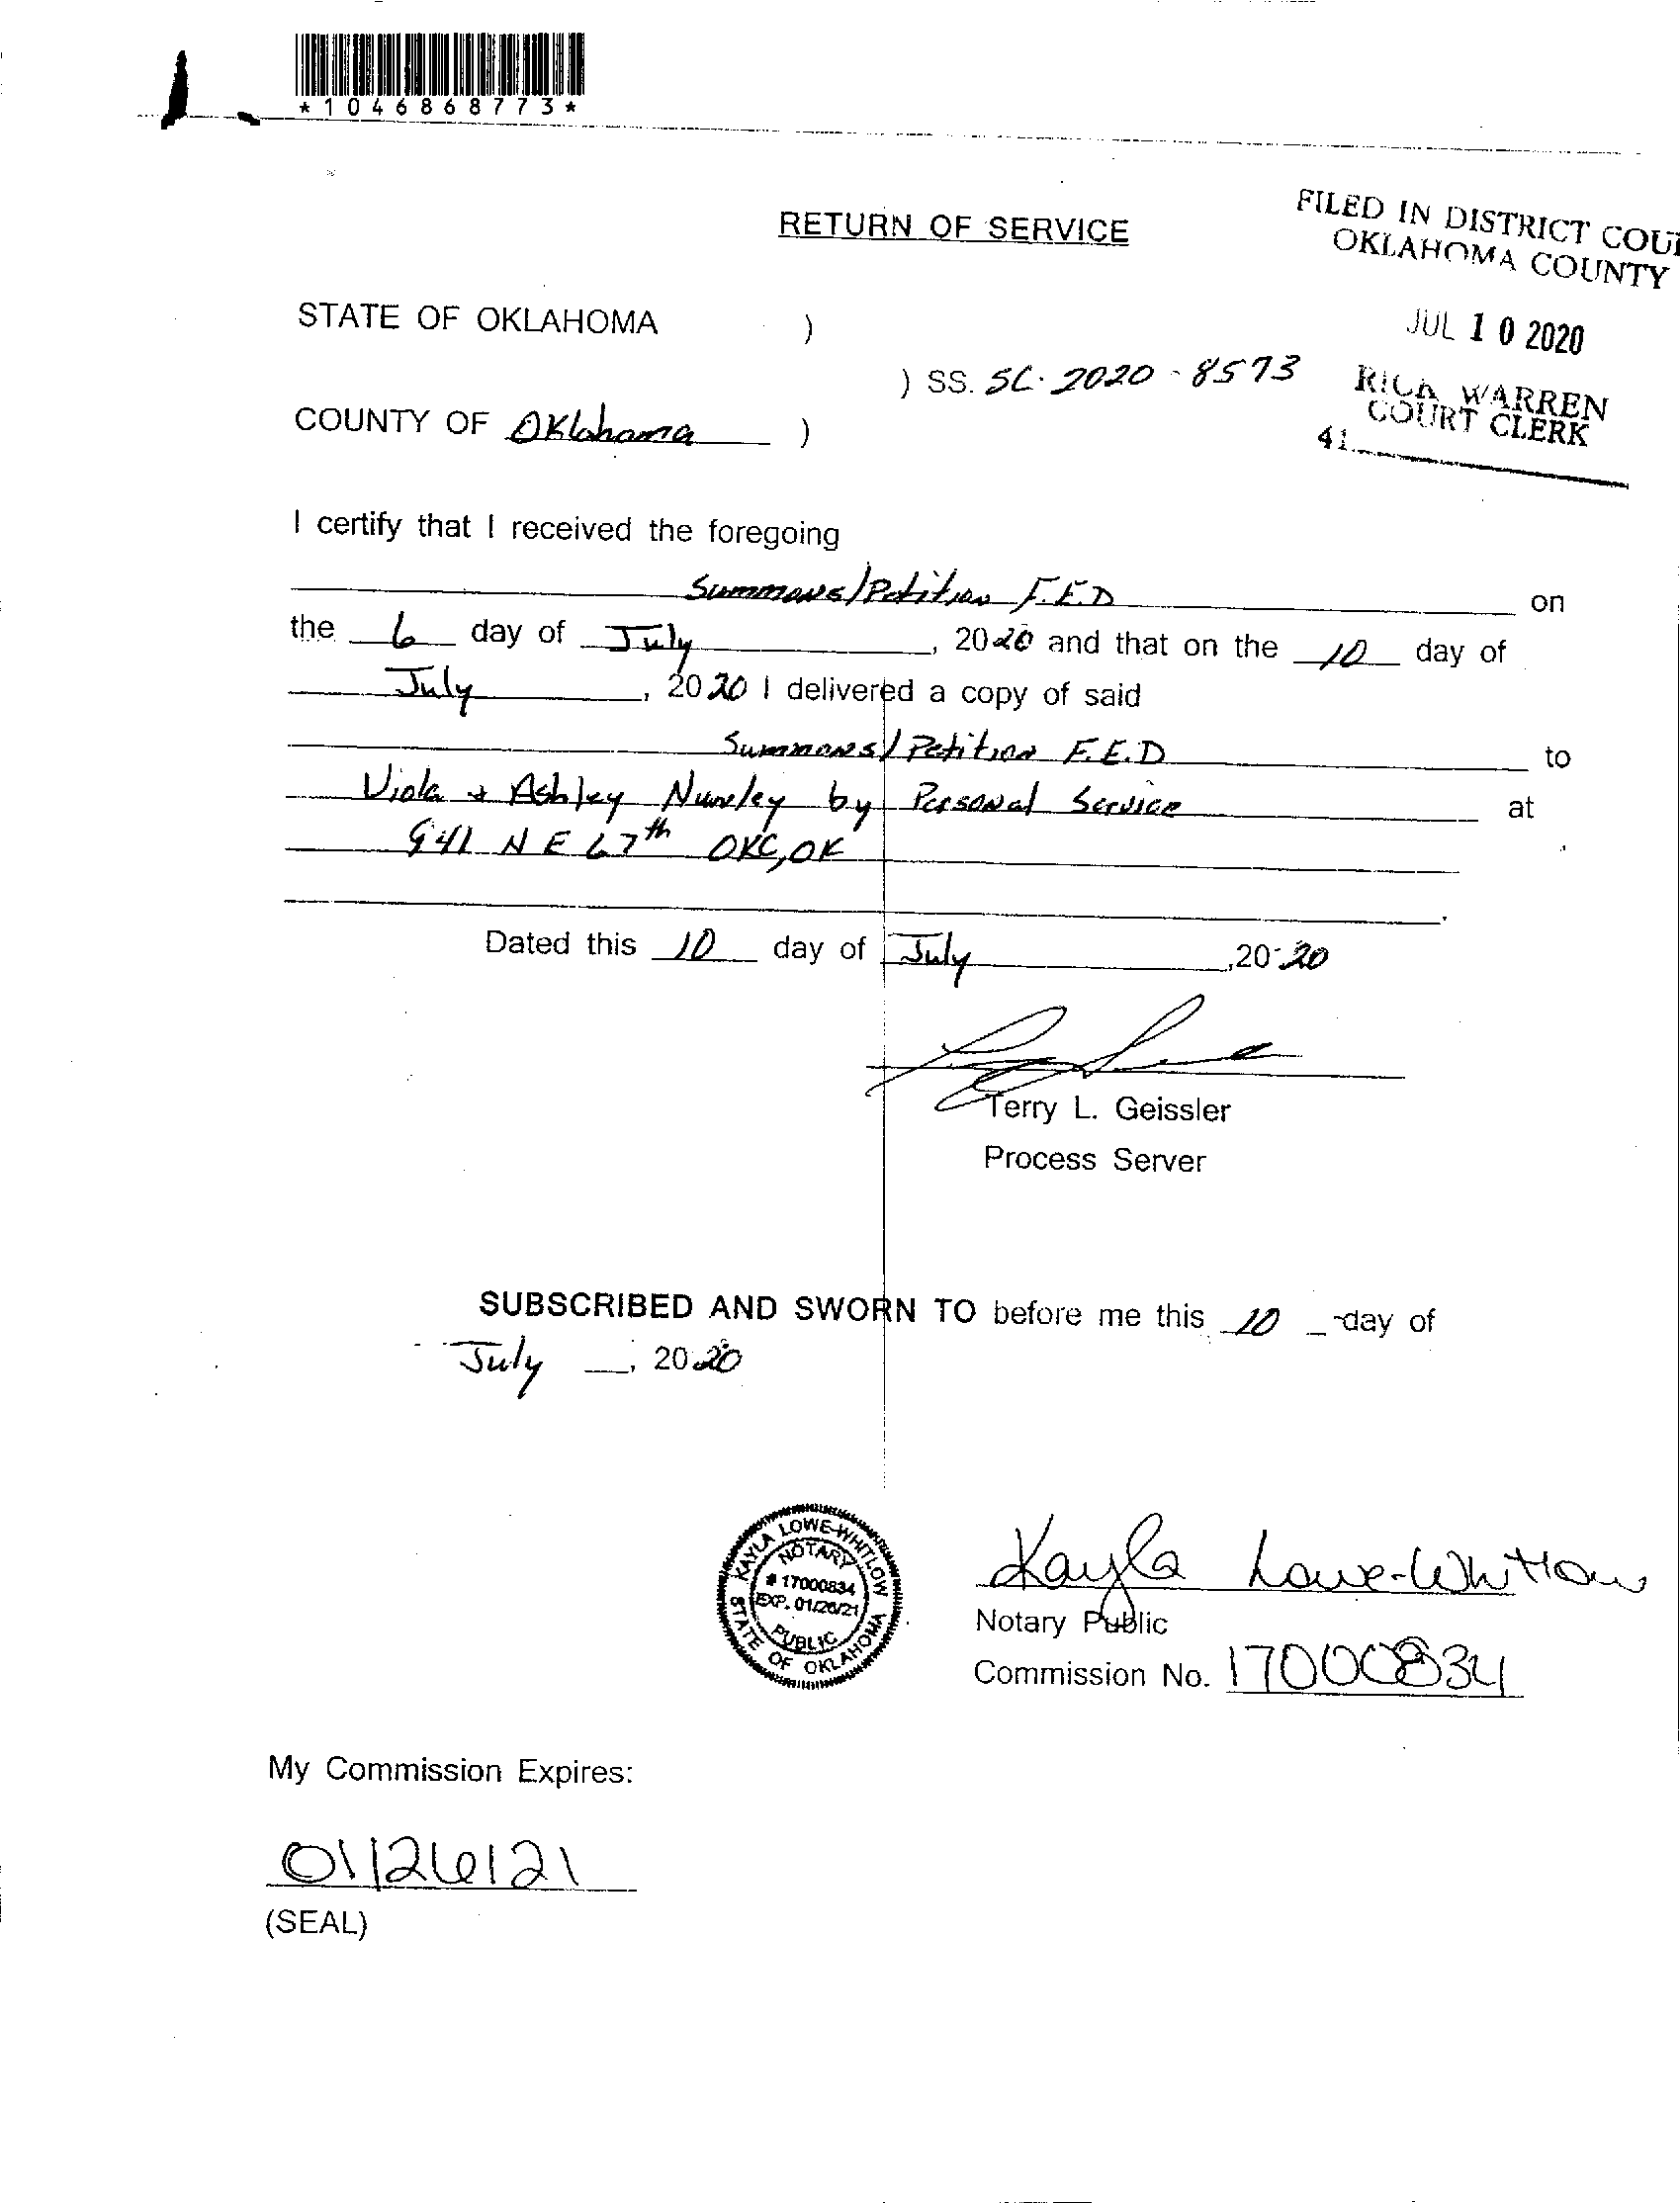 *1046868773*
RETURN OF SERVICE
FILED IN DISTRICT COU
OKLAHOMA COUNTY
JUL 10 2020
RICK WARREN
COURT CLERK
41
STATE OF OKLAHOMA )
) SS. SC-2020-8573
COUNTY OF Oklahoma )
I certify that I received the foregoing
Summons/Petition F.E.D on
the 6 day of July, 2020 and that on the 10 day of
July, 2020 I delivered a copy of said
Summons/Petition F.E.D to
Viola + Ashley Nunley by Personal Service at
941 NE 67th OKC, OK
Dated this 10 day of July ,2020
Terry L. Geissler
Process Server
SUBSCRIBED AND SWORN TO before me this 10 day of
July, 2020
KAYLA LOWE-WHITLOW
NOTARY
# 17000834
EXP. 01/26/21
PUBLIC
STATE OF OKLAHOMA
Kayla Lowe-Whitlow
Notary Public
Commission No. 17000834
My Commission Expires:
01/26/21
(SEAL)